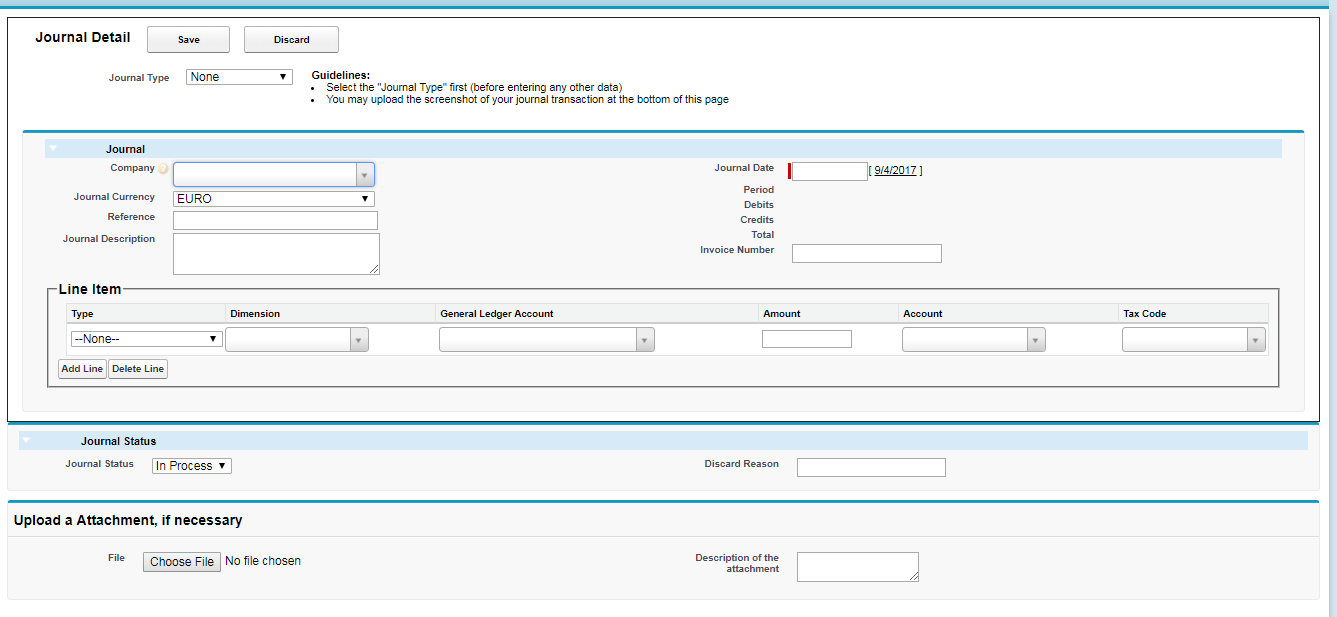 Journal Detail Save Discard
Journal Type None Guidelines:
Select the "Journal Type" first (before entering any other data)
You may upload the screenshot of your journal transaction at the bottom of this page
Journal
Company Journal Date [ 9/4/2017 ]
Journal Currency EURO Period
Debits
Reference Credits
Total
Journal Description Invoice Number
Line Item
Type Dimension General Ledger Account Amount Account Tax Code
--None--
Add Line Delete Line
Journal Status
Journal Status In Process Discard Reason
Upload a Attachment, if necessary
File Choose File No file chosen Description of the
attachment